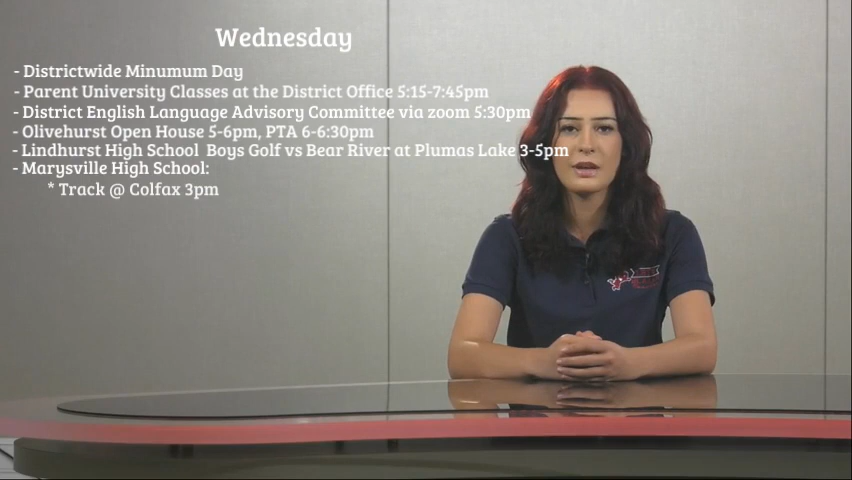 Wednesday
- Districtwide Minumum Day
- Parent University Classes at the District Office 5:15-7:45pm
- District English Language Advisory Committee via zoom 5:30pm
- Olivehurst Open House 5-6pm, PTA 6-6:30pm
- Lindhurst High School Boys Golf vs Bear River at Plumas Lake 3-5pm
- Marysville High School:
* Track @ Colfax 3pm